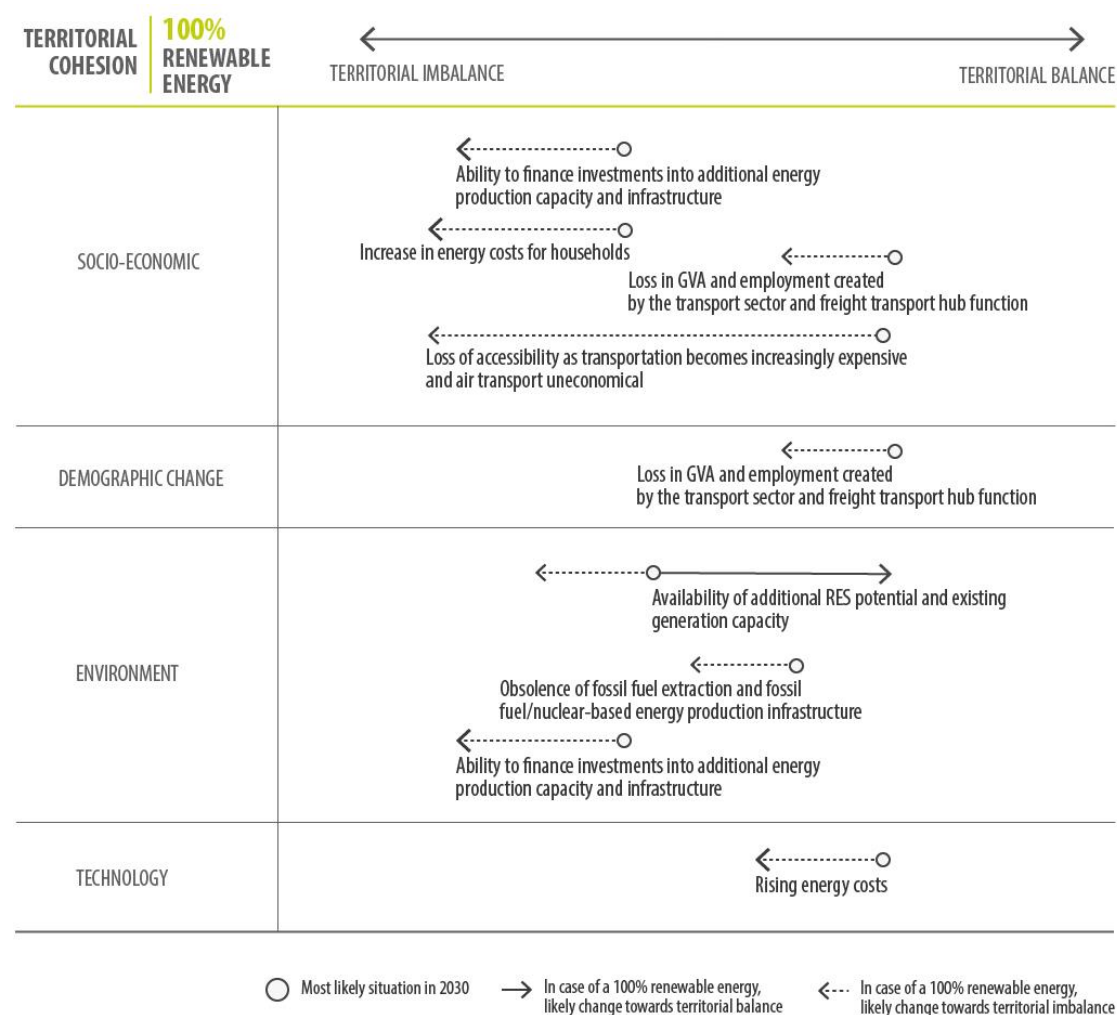 TERRITORIAL
COHESION
100%
RENEWABLE
ENERGY
TERRITORIAL IMBALANCE
TERRITORIAL BALANCE
SOCIO-ECONOMIC
Ability to finance investments into additional energy
production capacity and infrastructure
Increase in energy costs for households
Loss in GVA and employment created
by the transport sector and freight transport hub function
Loss of accessibility as transportation becomes increasingly expensive
and air transport uneconomical
DEMOGRAPHIC CHANGE
Loss in GVA and employment created
by the transport sector and freight transport hub function
ENVIRONMENT
Availability of additional RES potential and existing
generation capacity
Obsolence of fossil fuel extraction and fossil
fuel/nuclear-based energy production infrastructure
Ability to finance investments into additional energy
production capacity and infrastructure
TECHNOLOGY
Rising energy costs
Most likely situation in 2030
In case of a 100% renewable energy,
likely change towards territorial balance
In case of a 100% renewable energy,
likely change towards territorial imbalance